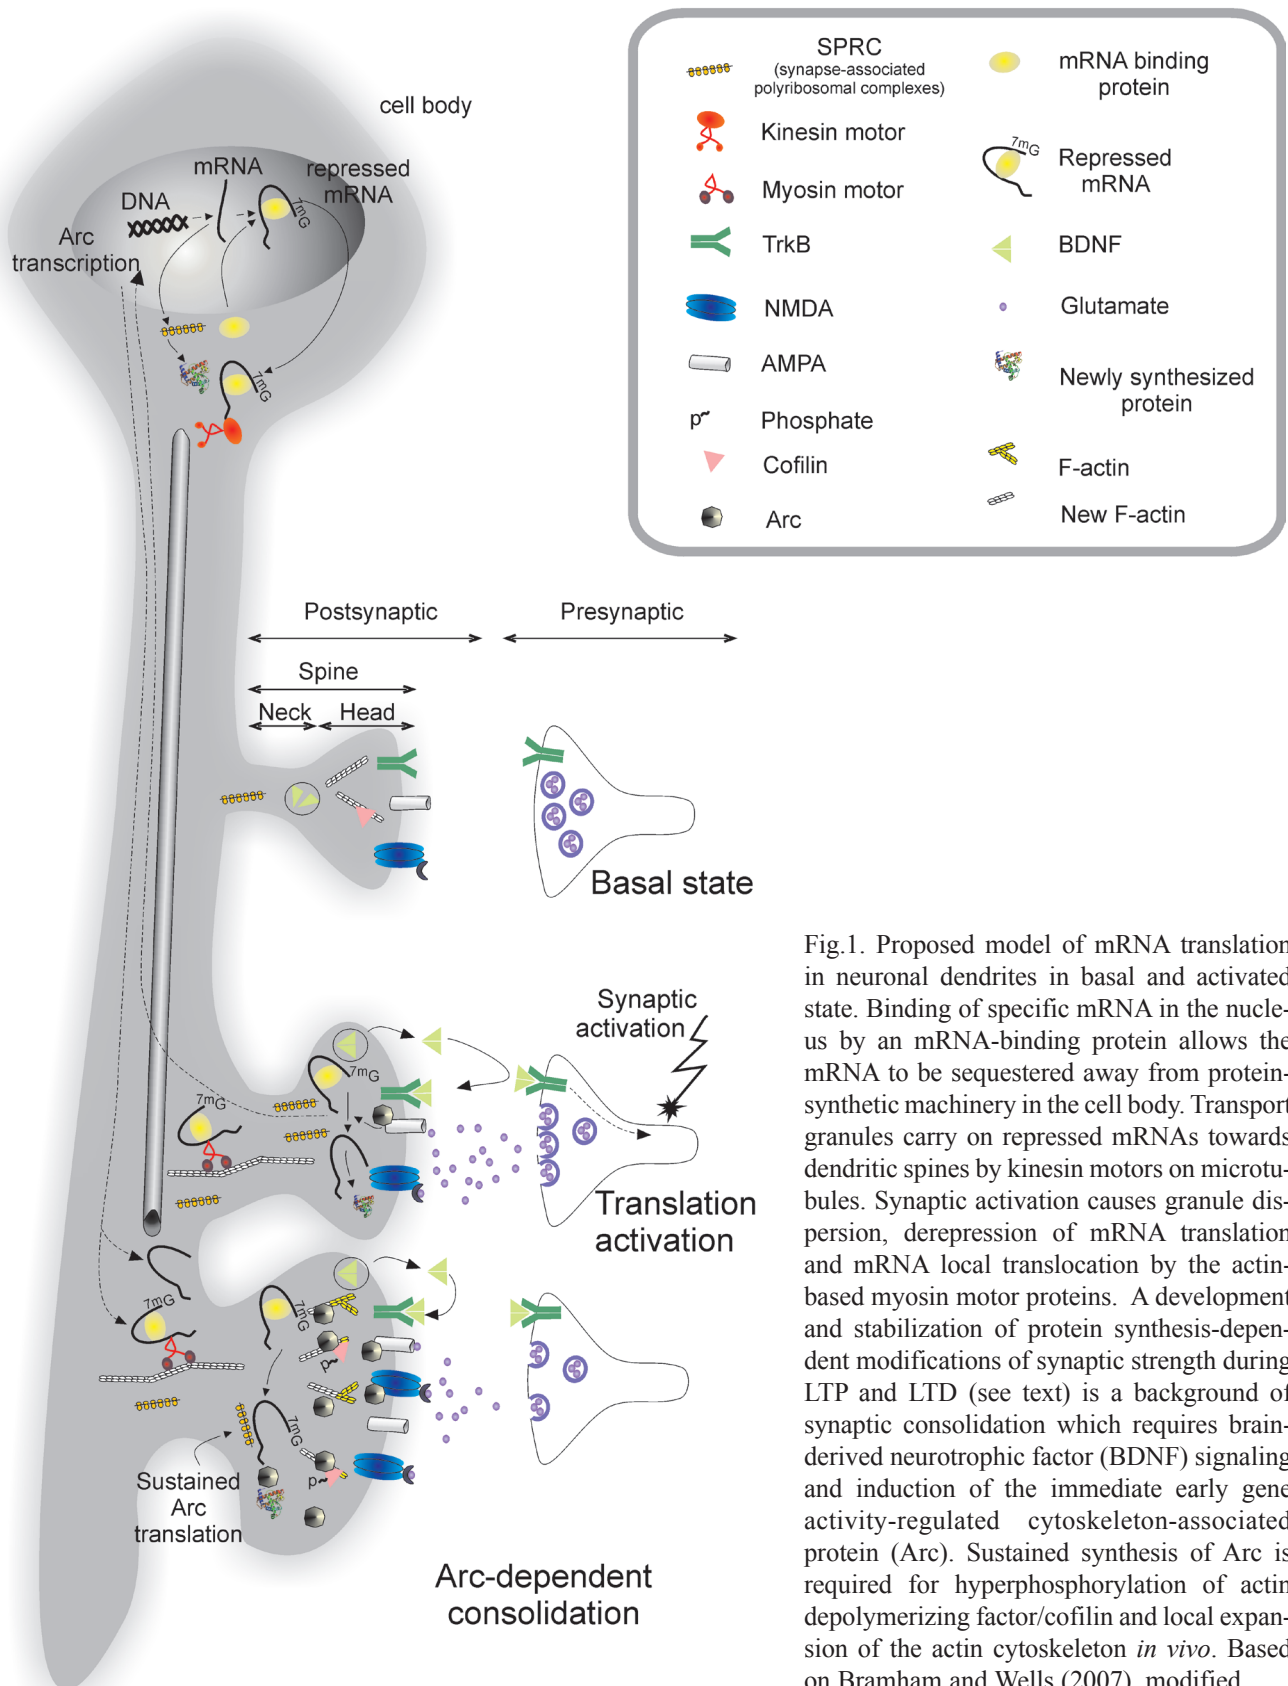 cell body
mRNA
repressed
mRNA
DNA
7mG
Arc
transcription
7mG
SPRC
(synapse-associated
polyribosomal complexes)
Kinesin motor
Myosin motor
TrkB
NMDA
AMPA
p~
Phosphate
Cofilin
Arc
mRNA binding
protein
7mG
Repressed
mRNA
BDNF
Glutamate
Newly synthesized
protein
F-actin
New F-actin
Postsynaptic
Presynaptic
Spine
Neck
Head
Basal state
Synaptic
activation
7mG
7mG
Translation
activation
7mG
7mG
p~
7mG
p~
Sustained
Arc
translation
Arc-dependent
consolidation
Fig.1. Proposed model of mRNA translation
in neuronal dendrites in basal and activated
state. Binding of specific mRNA in the nucle-
us by an mRNA-binding protein allows the
mRNA to be sequestered away from protein-
synthetic machinery in the cell body. Transport
granules carry on repressed mRNAs towards
dendritic spines by kinesin motors on microtu-
bules. Synaptic activation causes granule dis-
persion, derepression of mRNA translation
and mRNA local translocation by the actin-
based myosin motor proteins. A development
and stabilization of protein synthesis-depen-
dent modifications of synaptic strength during
LTP and LTD (see text) is a background of
synaptic consolidation which requires brain-
derived neurotrophic factor (BDNF) signaling
and induction of the immediate early gene
activity-regulated cytoskeleton-associated
protein (Arc). Sustained synthesis of Arc is
required for hyperphosphorylation of actin
depolymerizing factor/cofilin and local expan-
sion of the actin cytoskeleton in vivo. Based
on Bramham and Wells (2007), modified